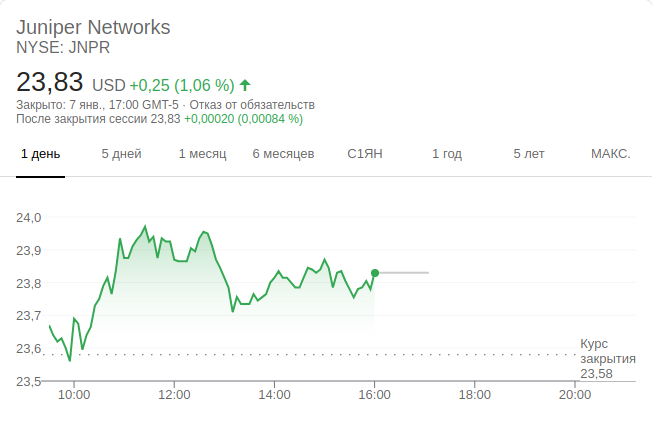 Juniper Networks
NYSE: JNPR
23,83 USD +0,25 (1,06 %)
Закрыто: 7 янв., 17:00 GMT-5 · Отказ от обязательств
После закрытия сессии 23,83 +0,00020 (0,00084 %)
1 день 5 дней 1 месяц 6 месяцев С1ЯН 1 год 5 лет МАКС.
24,0
23,9
23,8
23,7
23,6
Курс
закрытия
23,58
23,5
10:00 12:00 14:00 16:00 18:00 20:00